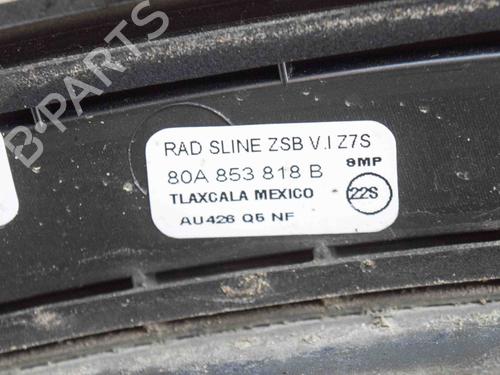 B-PARTS
RAD SLINE ZSB V.I Z7S
9MP
80A 853 818 B
TLAXCALA MEXICO
22S
AU426 Q5 NF